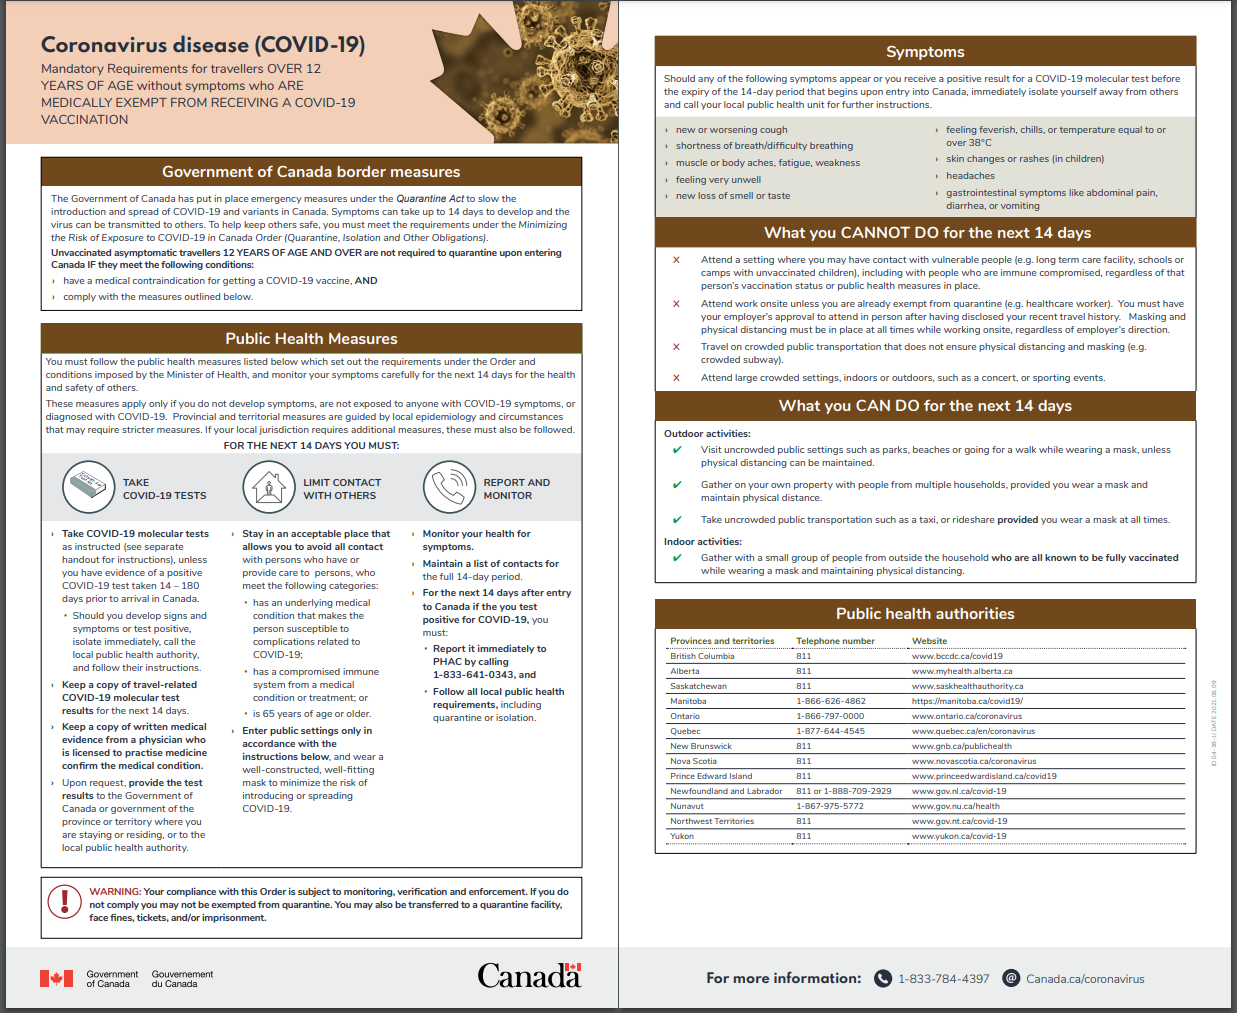 Coronavirus disease (COVID-19)
Mandatory Requirements for travellers OVER 12
YEARS OF AGE without symptoms who ARE
MEDICALLY EXEMPT FROM RECEIVING A COVID-19
VACCINATION
Government of Canada border measures
The Government of Canada has put in place emergency measures under the Quarantine Act to slow the
introduction and spread of COVID-19 and variants in Canada. Symptoms can take up to 14 days to develop and the
virus can be transmitted to others. To help keep others safe, you must meet the requirements under the Minimizing
the Risk of Exposure to COVID-19 in Canada Order (Quarantine, Isolation and Other Obligations).
Unvaccinated asymptomatic travellers 12 YEARS OF AGE AND OVER are not required to quarantine upon entering
Canada IF they meet the following conditions:
› have a medical contraindication for getting a COVID-19 vaccine, AND
› comply with the measures outlined below.
Public Health Measures
You must follow the public health measures listed below which set out the requirements under the Order and
conditions imposed by the Minister of Health, and monitor your symptoms carefully for the next 14 days for the health
and safety of others.
These measures apply only if you do not develop symptoms, are not exposed to anyone with COVID-19 symptoms, or
diagnosed with COVID-19. Provincial and territorial measures are guided by local epidemiology and circumstances
that may require stricter measures. If your local jurisdiction requires additional measures, these must also be followed.
FOR THE NEXT 14 DAYS YOU MUST:
TAKE
COVID-19 TESTS
› Take COVID-19 molecular tests
as instructed (see separate
handout for instructions), unless
you have evidence of a positive
COVID-19 test taken 14 – 180
days prior to arrival in Canada.
• Should you develop signs and
symptoms or test positive,
isolate immediately, call the
local public health authority,
and follow their instructions.
› Keep a copy of travel-related
COVID-19 molecular test
results for the next 14 days.
› Keep a copy of written medical
evidence from a physician who
is licensed to practise medicine
confirm the medical condition.
› Upon request, provide the test
results to the Government of
Canada or government of the
province or territory where you
are staying or residing, or to the
local public health authority.
LIMIT CONTACT
WITH OTHERS
› Stay in an acceptable place that
allows you to avoid all contact
with persons who have or
provide care to persons, who
meet the following categories:
• has an underlying medical
condition that makes the
person susceptible to
complications related to
COVID-19;
• has a compromised immune
system from a medical
condition or treatment; or
• is 65 years of age or older.
› Enter public settings only in
accordance with the
instructions below, and wear a
well-constructed, well-fitting
mask to minimize the risk of
introducing or spreading
COVID-19.
REPORT AND
MONITOR
› Monitor your health for
symptoms.
› Maintain a list of contacts for
the full 14-day period.
› For the next 14 days after entry
to Canada if the you test
positive for COVID-19, you
must:
• Report it immediately to
PHAC by calling
1-833-641-0343, and
• Follow all local public health
requirements, including
quarantine or isolation.
WARNING: Your compliance with this Order is subject to monitoring, verification and enforcement. If you do
not comply you may not be exempted from quarantine. You may also be transferred to a quarantine facility,
face fines, tickets, and/or imprisonment.
Government of Canada
Gouvernement du Canada
Canada
Symptoms
Should any of the following symptoms appear or you receive a positive result for a COVID-19 molecular test before
the expiry of the 14-day period that begins upon entry into Canada, immediately isolate yourself away from others
and call your local public health unit for further instructions.
› new or worsening cough
› shortness of breath/difficulty breathing
› muscle or body aches, fatigue, weakness
› feeling very unwell
› new loss of smell or taste
› feeling feverish, chills, or temperature equal to or
over 38°C
› skin changes or rashes (in children)
› headaches
› gastrointestinal symptoms like abdominal pain,
diarrhea, or vomiting
What you CANNOT DO for the next 14 days
X Attend a setting where you may have contact with vulnerable people (e.g. long term care facility, schools or
camps with unvaccinated children), including with people who are immune compromised, regardless of that
person's vaccination status or public health measures in place.
X Attend work onsite unless you are already exempt from quarantine (e.g. healthcare worker). You must have
your employer's approval to attend in person after having disclosed your recent travel history. Masking and
physical distancing must be in place at all times while working onsite, regardless of employer's direction.
X Travel on crowded public transportation that does not ensure physical distancing and masking (e.g.
crowded subway).
X Attend large crowded settings, indoors or outdoors, such as a concert, or sporting events.
What you CAN DO for the next 14 days
Outdoor activities:
✔ Visit uncrowded public settings such as parks, beaches or going for a walk while wearing a mask, unless
physical distancing can be maintained.
✔ Gather on your own property with people from multiple households, provided you wear a mask and
maintain physical distance.
✔ Take uncrowded public transportation such as a taxi, or rideshare provided you wear a mask at all times.
Indoor activities:
✔ Gather with a small group of people from outside the household who are all known to be fully vaccinated
while wearing a mask and maintaining physical distancing.
Public health authorities
Provinces and territories Telephone number Website
British Columbia 811 www.bccdc.ca/covid19
Alberta 811 www.myhealth.alberta.ca
Saskatchewan 811 www.saskhealthauthority.ca
Manitoba 1-866-626-4862 https://manitoba.ca/covid19/
Ontario 1-866-797-0000 www.ontario.ca/coronavirus
Quebec 1-877-644-4545 www.quebec.ca/en/coronavirus
New Brunswick 811 www.gnb.ca/publichealth
Nova Scotia 811 www.novascotia.ca/coronavirus
Prince Edward Island 811 www.princeedwardisland.ca/covid19
Newfoundland and Labrador 811 or 1-888-709-2929 www.gov.nl.ca/covid-19
Nunavut 1-867-975-5772 www.gov.nu.ca/health
Northwest Territories 811 www.gov.nt.ca/covid-19
Yukon 811 www.yukon.ca/covid-19
ID 04-38-// DATE 2021.08.09
For more information: 1-833-784-4397 @ Canada.ca/coronavirus